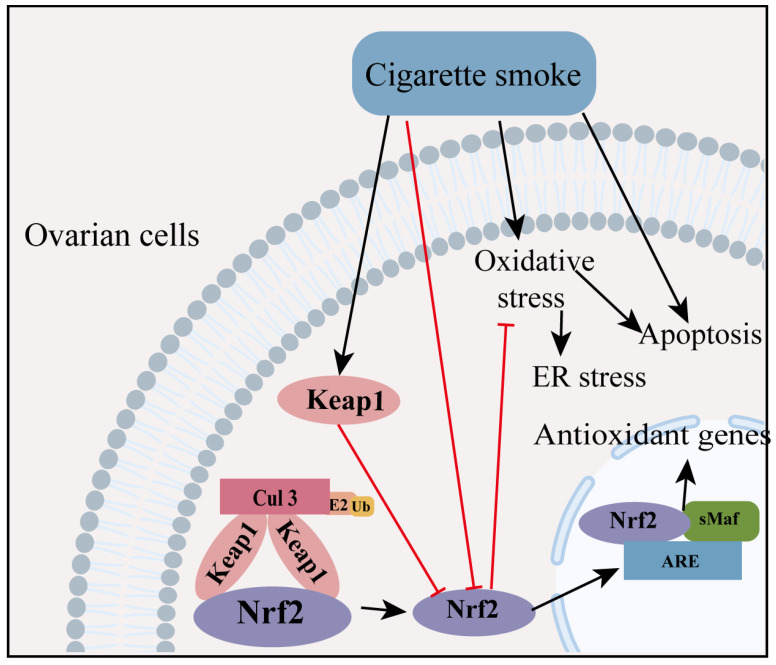 Cigarette smoke
Ovarian cells
Oxidative
stress
Apoptosis
ER stress
Keap1
Antioxidant genes
Cul 3
E2
Ub
Keap1
Keap1
Nrf2
Nrf2
Nrf2
sMaf
ARE